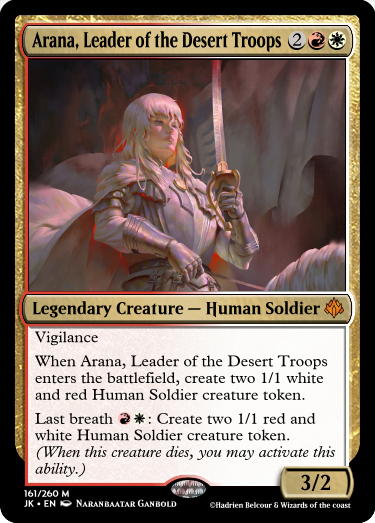 Arana, Leader of the Desert Troops 2
Legendary Creature — Human Soldier
Vigilance
When Arana, Leader of the Desert Troops
enters the battlefield, create two 1/1 white
and red Human Soldier creature token.
Last breath : Create two 1/1 red and
white Human Soldier creature token.
(When this creature dies, you may activate this
ability.)
3/2
161/260 M
JK • EN Naranbaatar Ganbold
©Hadrien Belcour & Wizards of the coast